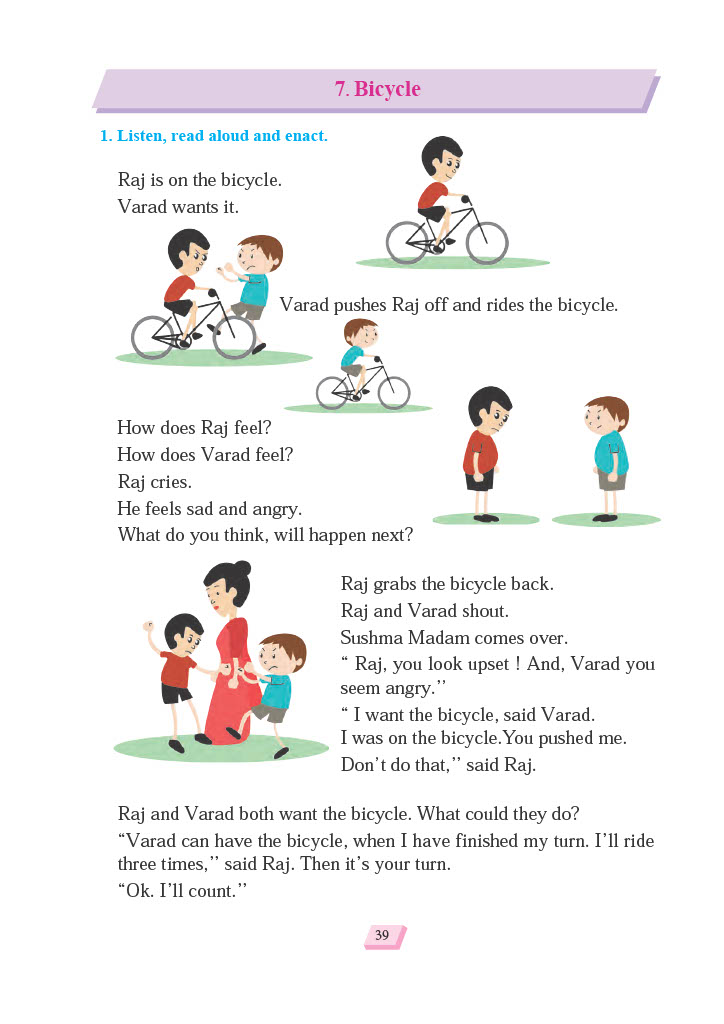 7. Bicycle
1. Listen, read aloud and enact.
Raj is on the bicycle.
Varad wants it.
Varad pushes Raj off and rides the bicycle.
How does Raj feel?
How does Varad feel?
Raj cries.
He feels sad and angry.
What do you think, will happen next?
Raj grabs the bicycle back.
Raj and Varad shout.
Sushma Madam comes over.
“ Raj, you look upset ! And, Varad you
seem angry.’’
“ I want the bicycle, said Varad.
I was on the bicycle.You pushed me.
Don’t do that,’’ said Raj.
Raj and Varad both want the bicycle. What could they do?
“Varad can have the bicycle, when I have finished my turn. I’ll ride
three times,’’ said Raj. Then it’s your turn.
“Ok. I’ll count.’’
39